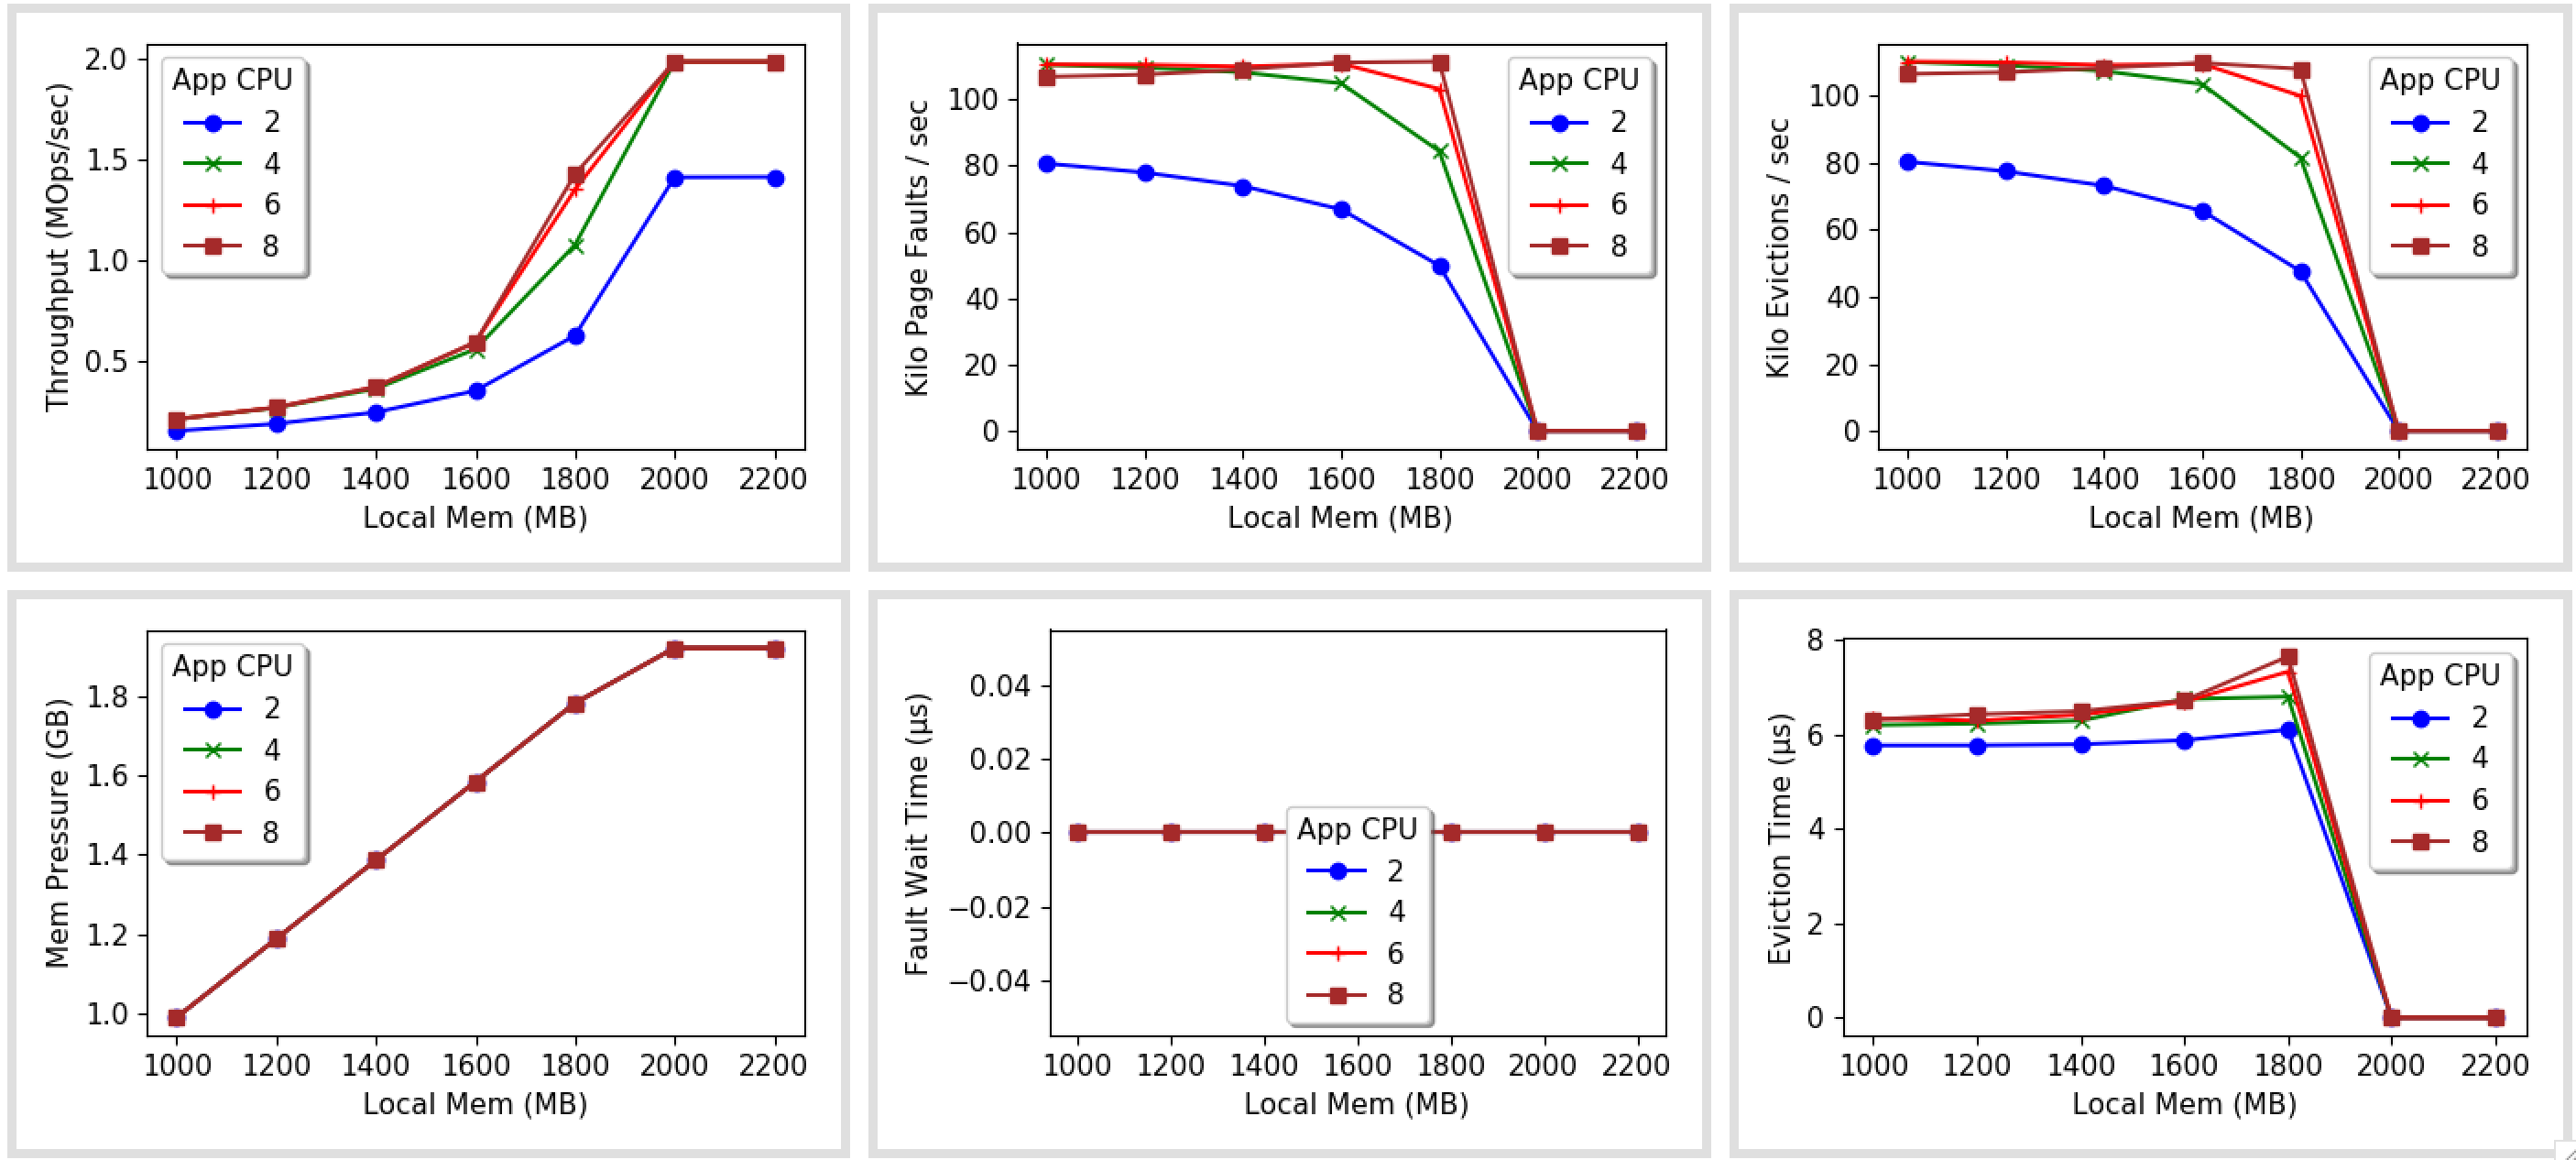 Throughput (MOps/sec)
2.0
1.5
1.0
0.5
App CPU
2
4
6
8
1000 1200 1400 1600 1800 2000 2200
Local Mem (MB)
Kilo Page Faults / sec
100
80
60
40
20
0
App CPU
2
4
6
8
1000 1200 1400 1600 1800 2000 2200
Local Mem (MB)
Kilo Evictions / sec
100
80
60
40
20
0
App CPU
2
4
6
8
1000 1200 1400 1600 1800 2000 2200
Local Mem (MB)
Mem Pressure (GB)
1.8
1.6
1.4
1.2
1.0
App CPU
2
4
6
8
1000 1200 1400 1600 1800 2000 2200
Local Mem (MB)
Fault Wait Time (µs)
0.04
0.02
0.00
−0.02
−0.04
App CPU
2
4
6
8
1000 1200 1400 1600 1800 2000 2200
Local Mem (MB)
Eviction Time (µs)
8
6
4
2
0
App CPU
2
4
6
8
1000 1200 1400 1600 1800 2000 2200
Local Mem (MB)